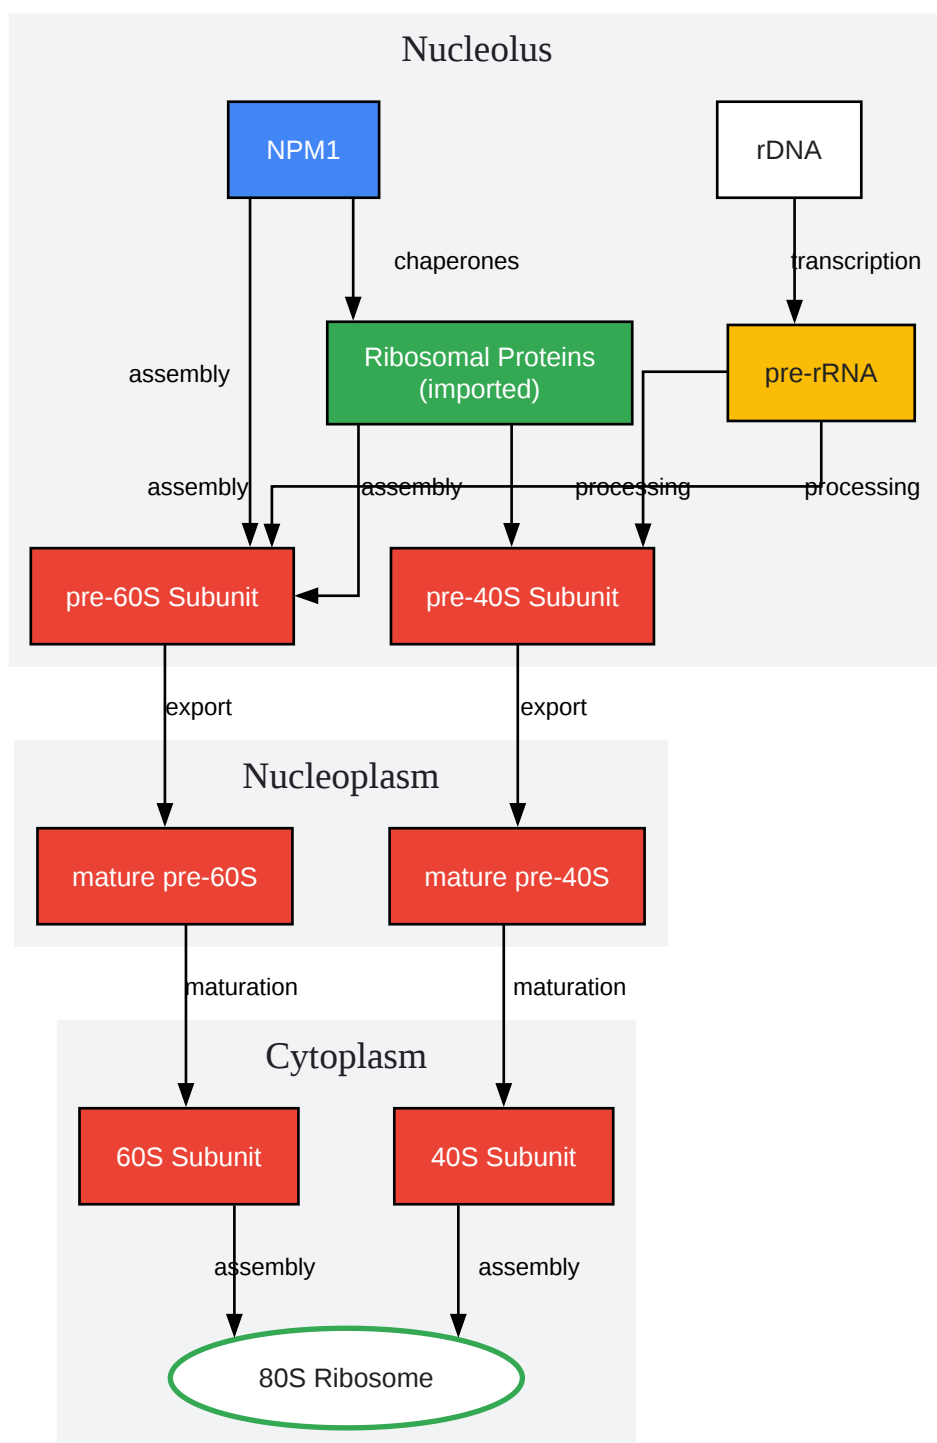 Nucleolus
NPM1
rDNA
chaperones
transcription
Ribosomal Proteins
(imported)
pre-rRNA
assembly
assembly
assembly
processing
processing
pre-60S Subunit
pre-40S Subunit
export
export
Nucleoplasm
mature pre-60S
mature pre-40S
maturation
maturation
Cytoplasm
60S Subunit
40S Subunit
assembly
assembly
80S Ribosome